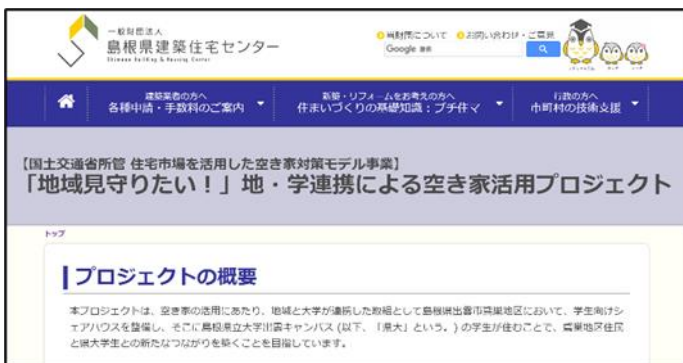 一般財団法人
島根県建築住宅センター
Shimane Building & Housing Center
当財団について お問い合わせ・ご意見
Google 検索
建築業者の方へ
各種申請・手数料のご案内
新築・リフォームをお考えの方へ
住まいづくりの基礎知識:プチ住マ
行政の方へ
市町村の技術支援
【国土交通省所管 住宅市場を活用した空き家対策モデル事業】
「地域見守りたい!」地・学連携による空き家活用プロジェクト
トップ
プロジェクトの概要
本プロジェクトは、空き家の活用にあたり、地域と大学が連携した取組として島根県出雲市鳶巣地区において、学生向けシ
ェアハウスを整備し、そこに島根県立大学出雲キャンパス (以下、「県大」という。) の学生が住むことで、鳶巣地区住民
と県大学生との新たなつながりを築くことを目指しています。